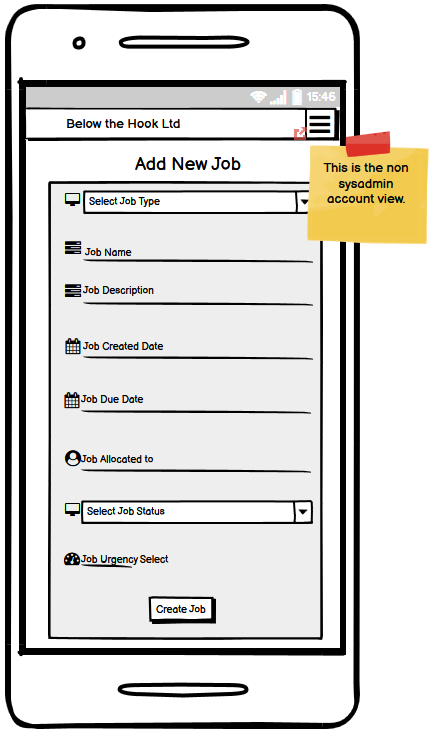 15:46
Below the Hook Ltd
Add New Job
This is the non
sysadmin
account view.
Select Job Type
Job Name
Job Description
Job Created Date
Job Due Date
Job Allocated to
Select Job Status
Job Urgency Select
Create Job